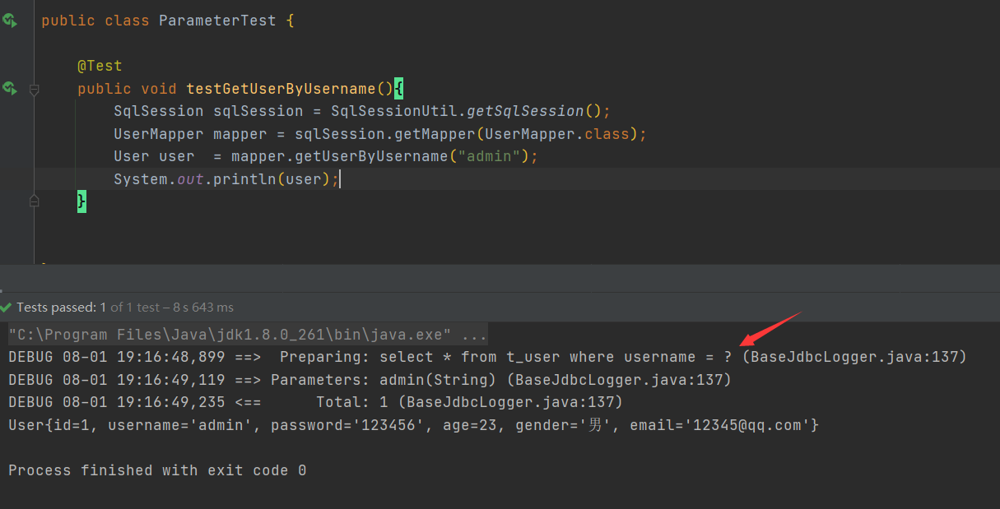 public class ParameterTest {
@Test
public void testGetUserByUsername(){
SqlSession sqlSession = SqlSessionUtil.getSqlSession();
UserMapper mapper = sqlSession.getMapper(UserMapper.class);
User user  = mapper.getUserByUsername("admin");
System.out.println(user);
}
Tests passed: 1 of 1 test – 8 s 643 ms
"C:\Program Files\Java\jdk1.8.0_261\bin\java.exe" ...
DEBUG 08-01 19:16:48,899 ==>  Preparing: select * from t_user where username = ? (BaseJdbcLogger.java:137)
DEBUG 08-01 19:16:49,119 ==> Parameters: admin(String) (BaseJdbcLogger.java:137)
DEBUG 08-01 19:16:49,235 <==      Total: 1 (BaseJdbcLogger.java:137)
User{id=1, username='admin', password='123456', age=23, gender='男', email='12345@qq.com'}
Process finished with exit code 0